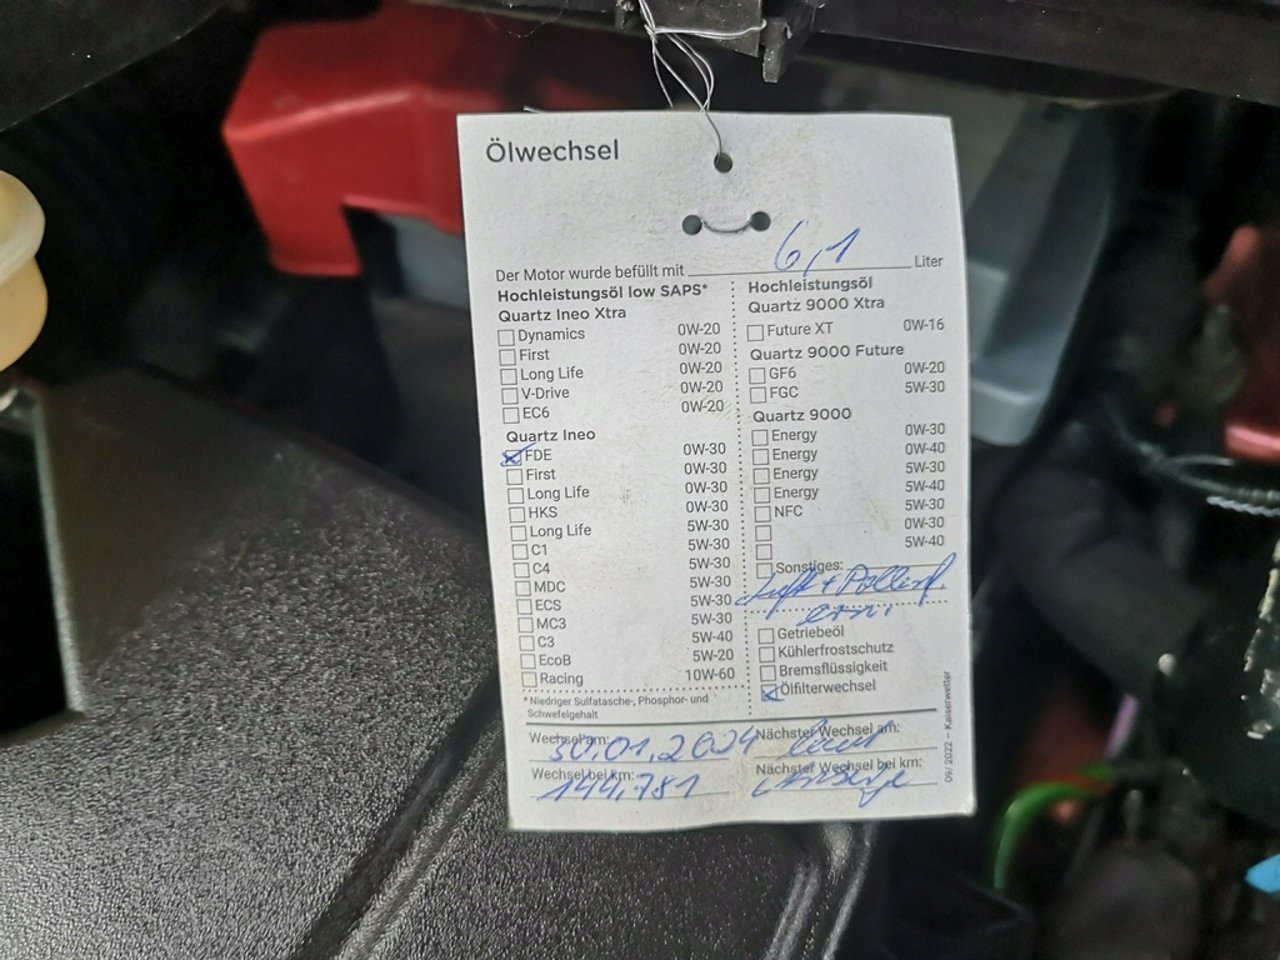 Ölwechsel
Der Motor wurde befüllt mit 6,1 Liter
Hochleistungsöl low SAPS*
Quartz Ineo Xtra
Dynamics 0W-20
First 0W-20
Long Life 0W-20
V-Drive 0W-20
EC6 0W-20
Quartz Ineo
FDE 0W-30
First 0W-30
Long Life 0W-30
HKS 0W-30
Long Life 5W-30
C1 5W-30
C4 5W-30
MDC 5W-30
ECS 5W-30
MC3 5W-30
C3 5W-40
EcoB 5W-20
Racing 10W-60
*Niedriger Sulfatasche-, Phosphor- und
Schwefelgehalt
Hochleistungsöl
Quartz 9000 Xtra
Future XT 0W-16
Quartz 9000 Future
GF6 0W-20
FGC 5W-30
Quartz 9000
Energy 0W-30
Energy 0W-40
Energy 5W-30
Energy 5W-40
NFC 5W-30
0W-30
5W-40
Sonstiges:
Luft + Pollenf.
Getriebeöl
Kühlerfrostschutz
Bremsflüssigkeit
Ölfilterwechsel
Wechsel am: 30.01.2024
Wechsel bei km: 144.781
Nächster Wechsel am: laut
Nächster Wechsel bei km: Anzeige
09/2022 – Kaiserwetter